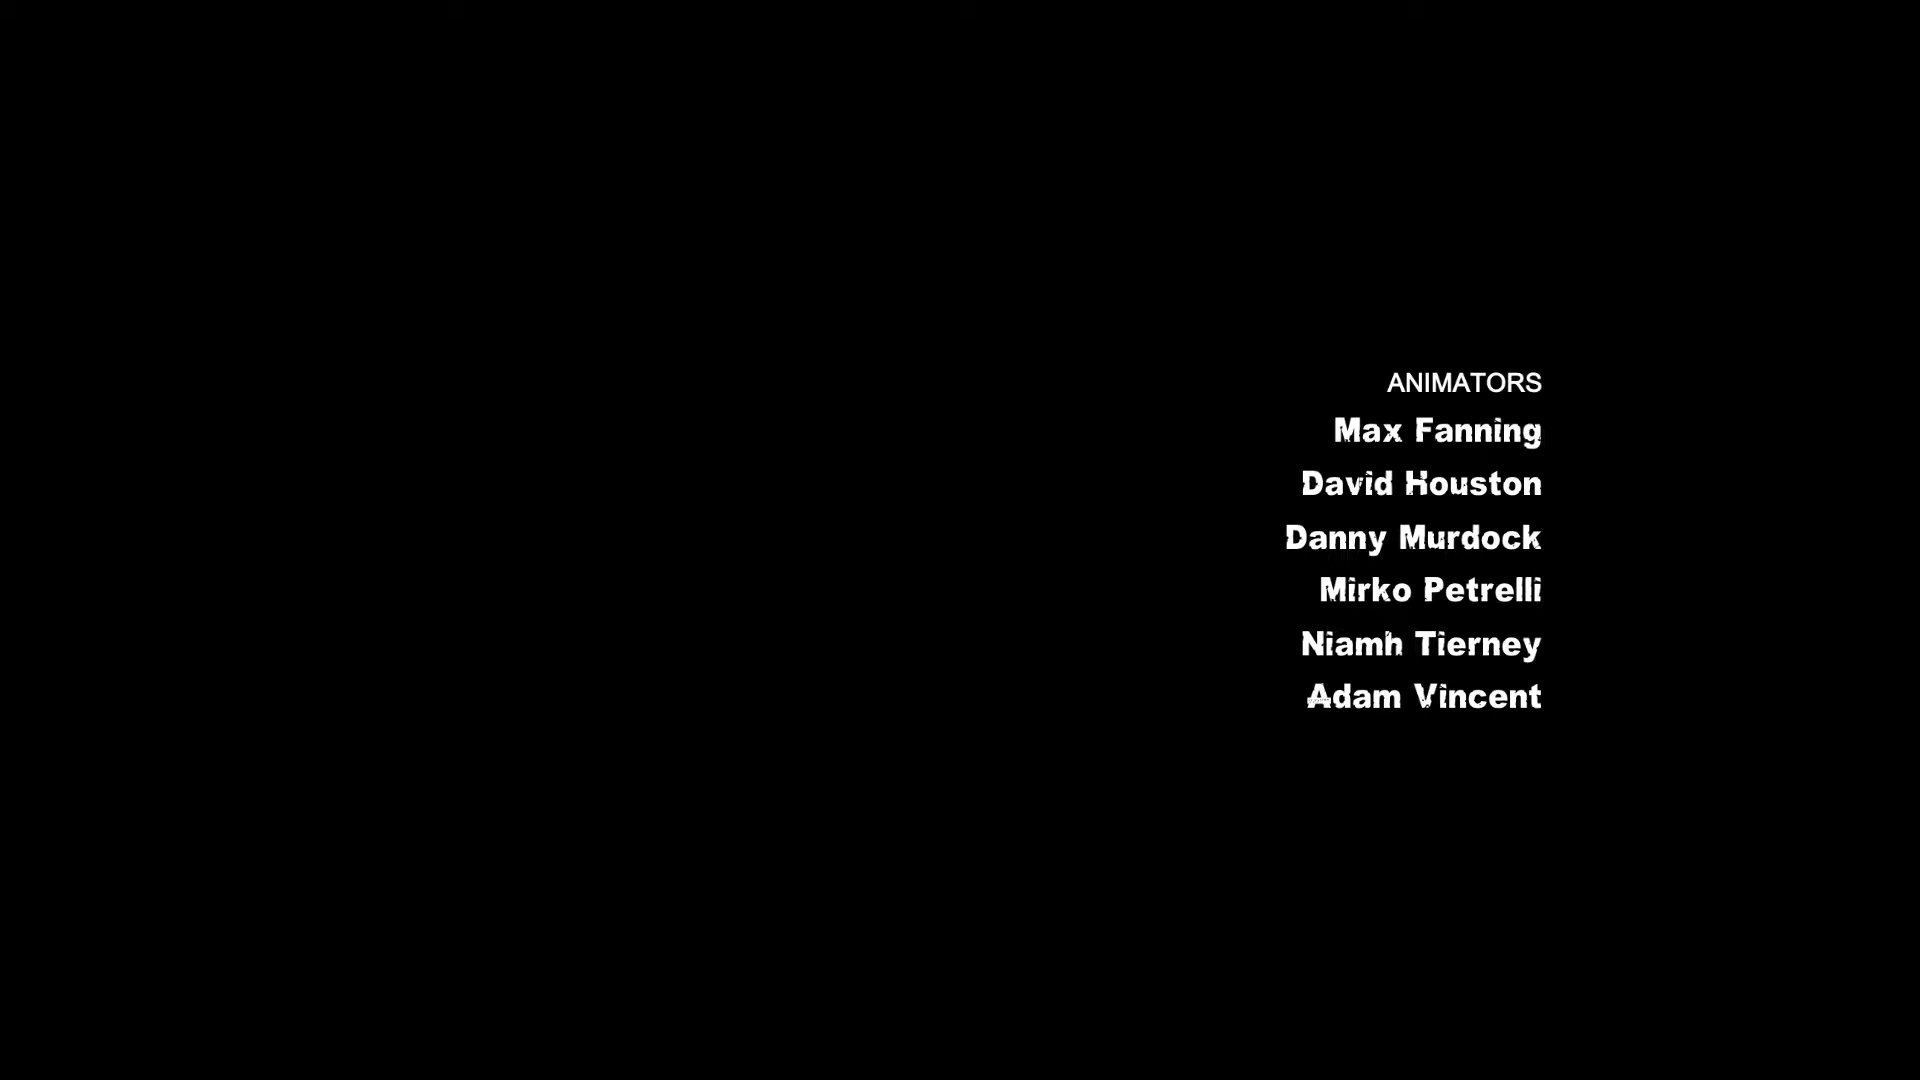 ANIMATORS
Max Fanning
David Houston
Danny Murdock
Mirko Petrelli
Niamh Tierney
Adam Vincent